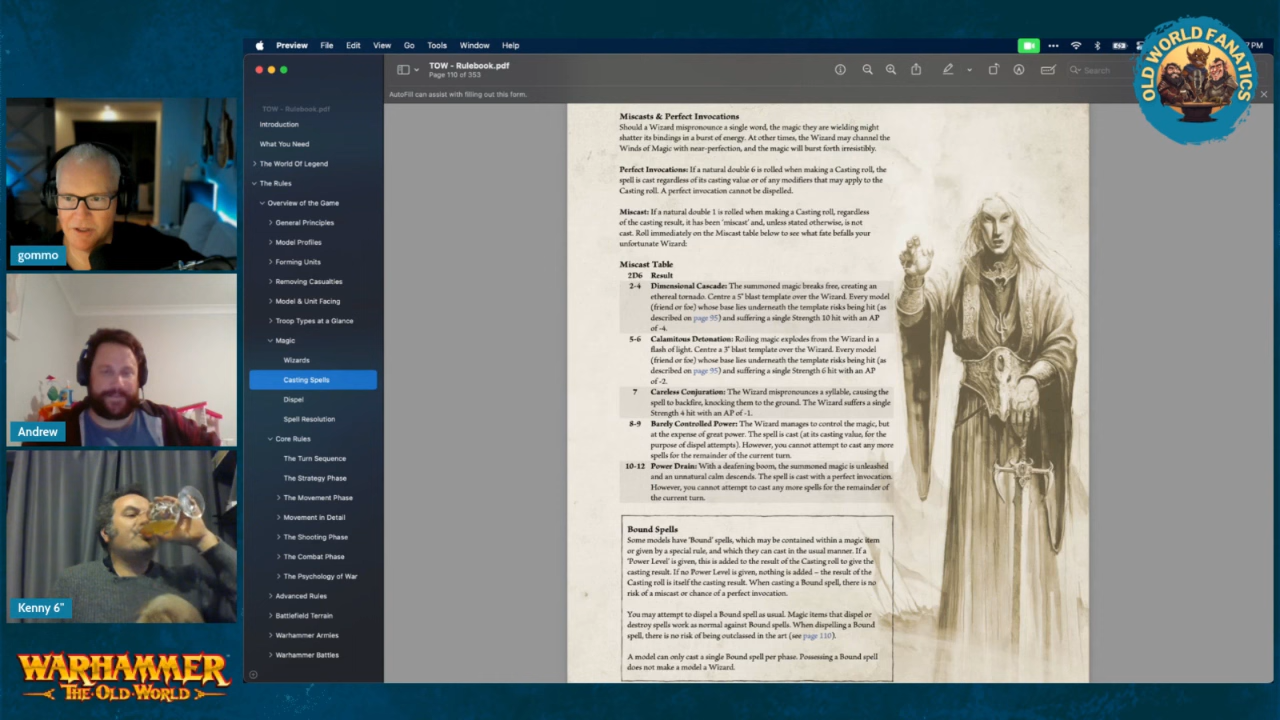 Preview File Edit View Go Tools Window Help
PM
OLD WORLD FANATICS
TOW - Rulebook.pdf
Page 110 of 353
Search
AutoFill can assist with filling out this form.
TOW - Rulebook.pdf
Introduction
What You Need
The World Of Legend
The Rules
Overview of the Game
General Principles
Model Profiles
Forming Units
Removing Casualties
Model & Unit Facing
Troop Types at a Glance
Magic
Wizards
Casting Spells
Dispel
Spell Resolution
Core Rules
The Turn Sequence
The Strategy Phase
The Movement Phase
Movement in Detail
The Shooting Phase
The Combat Phase
The Psychology of War
Advanced Rules
Battlefield Terrain
Warhammer Armies
Warhammer Battles
Miscasts & Perfect Invocations
Should a Wizard mispronounce a single word, the magic they are wielding might
shatter its bindings in a burst of energy. At other times, the Wizard may channel the
Winds of Magic with near-perfection, and the magic will burst forth irresistibly.
Perfect Invocations: If a natural double 6 is rolled when making a Casting roll, the
spell is cast regardless of its casting value or of any modifiers that may apply to the
Casting roll. A perfect invocation cannot be dispelled.
Miscast: If a natural double 1 is rolled when making a Casting roll, regardless
of the casting result, it has been 'miscast' and, unless stated otherwise, is not
cast. Roll immediately on the Miscast table below to see what fate befalls your
unfortunate Wizard:
Miscast Table
2D6 Result
2-4 Dimensional Cascade: The summoned magic breaks free, creating an
ethereal tornado. Centre a 5" blast template over the Wizard. Every model
(friend or foe) whose base lies underneath the template risks being hit (as
described on page 95) and suffering a single Strength 10 hit with an AP
of -4.
5-6 Calamitous Detonation: Roiling magic explodes from the Wizard in a
flash of light. Centre a 3" blast template over the Wizard. Every model
(friend or foe) whose base lies underneath the template risks being hit (as
described on page 95) and suffering a single Strength 6 hit with an AP
of -2.
7 Careless Conjuration: The Wizard mispronounces a syllable, causing the
spell to backfire, knocking them to the ground. The Wizard suffers a single
Strength 4 hit with an AP of -1.
8-9 Barely Controlled Power: The Wizard manages to control the magic, but
at the expense of great power. The spell is cast (at its casting value, for the
purpose of dispel attempts). However, you cannot attempt to cast any more
spells for the remainder of the current turn.
10-12 Power Drain: With a deafening boom, the summoned magic is unleashed
and an unnatural calm descends. The spell is cast with a perfect invocation.
However, you cannot attempt to cast any more spells for the remainder of
the current turn.
Bound Spells
Some models have 'Bound' spells, which may be contained within a magic item
or given by a special rule, and which they can cast in the usual manner. If a
'Power Level' is given, this is added to the result of the Casting roll to give the
casting result. If no Power Level is given, nothing is added – the result of the
Casting roll is itself the casting result. When casting a Bound spell, there is no
risk of a miscast or chance of a perfect invocation.
You may attempt to dispel a Bound spell as usual. Magic items that dispel or
destroy spells work as normal against Bound spells. When dispelling a Bound
spell, there is no risk of being outclassed in the art (see page 110).
A model can only cast a single Bound spell per phase. Possessing a Bound spell
does not make a model a Wizard.
gommo
Andrew
Kenny 6"
WARHAMMER
THE OLD WORLD